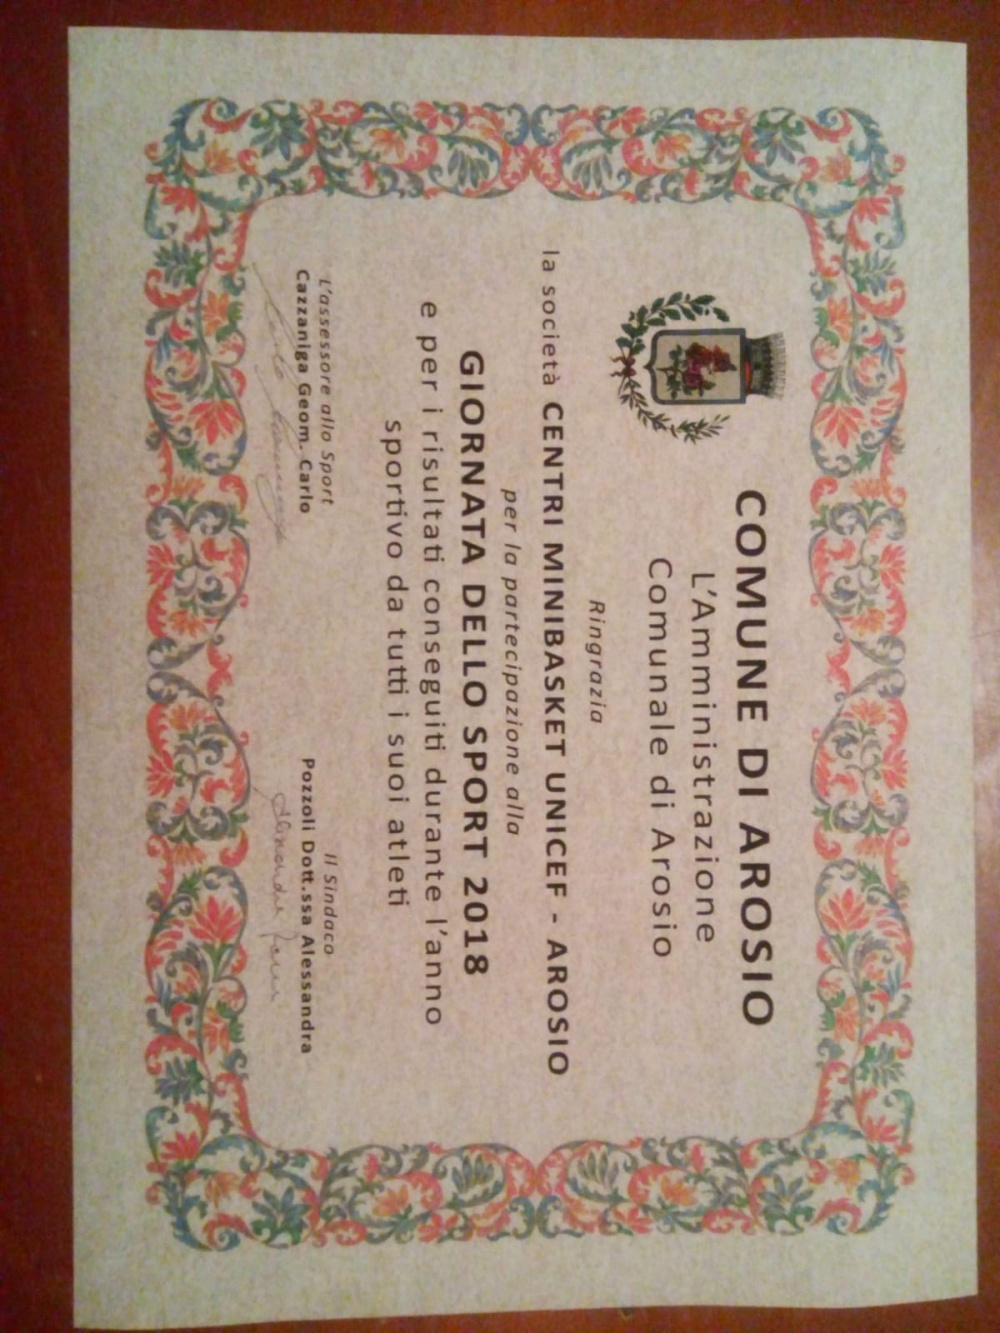 COMUNE DI AROSIO
L'Amministrazione
Comunale di Arosio
Ringrazia
la società CENTRI MINIBASKET UNICEF - AROSIO
per la partecipazione alla
GIORNATA DELLO SPORT 2018
e per i risultati conseguiti durante l'anno
sportivo da tutti i suoi atleti
L'assessore allo Sport
Cazzaniga Geom. Carlo
Il Sindaco
Pozzoli Dott.ssa Alessandra